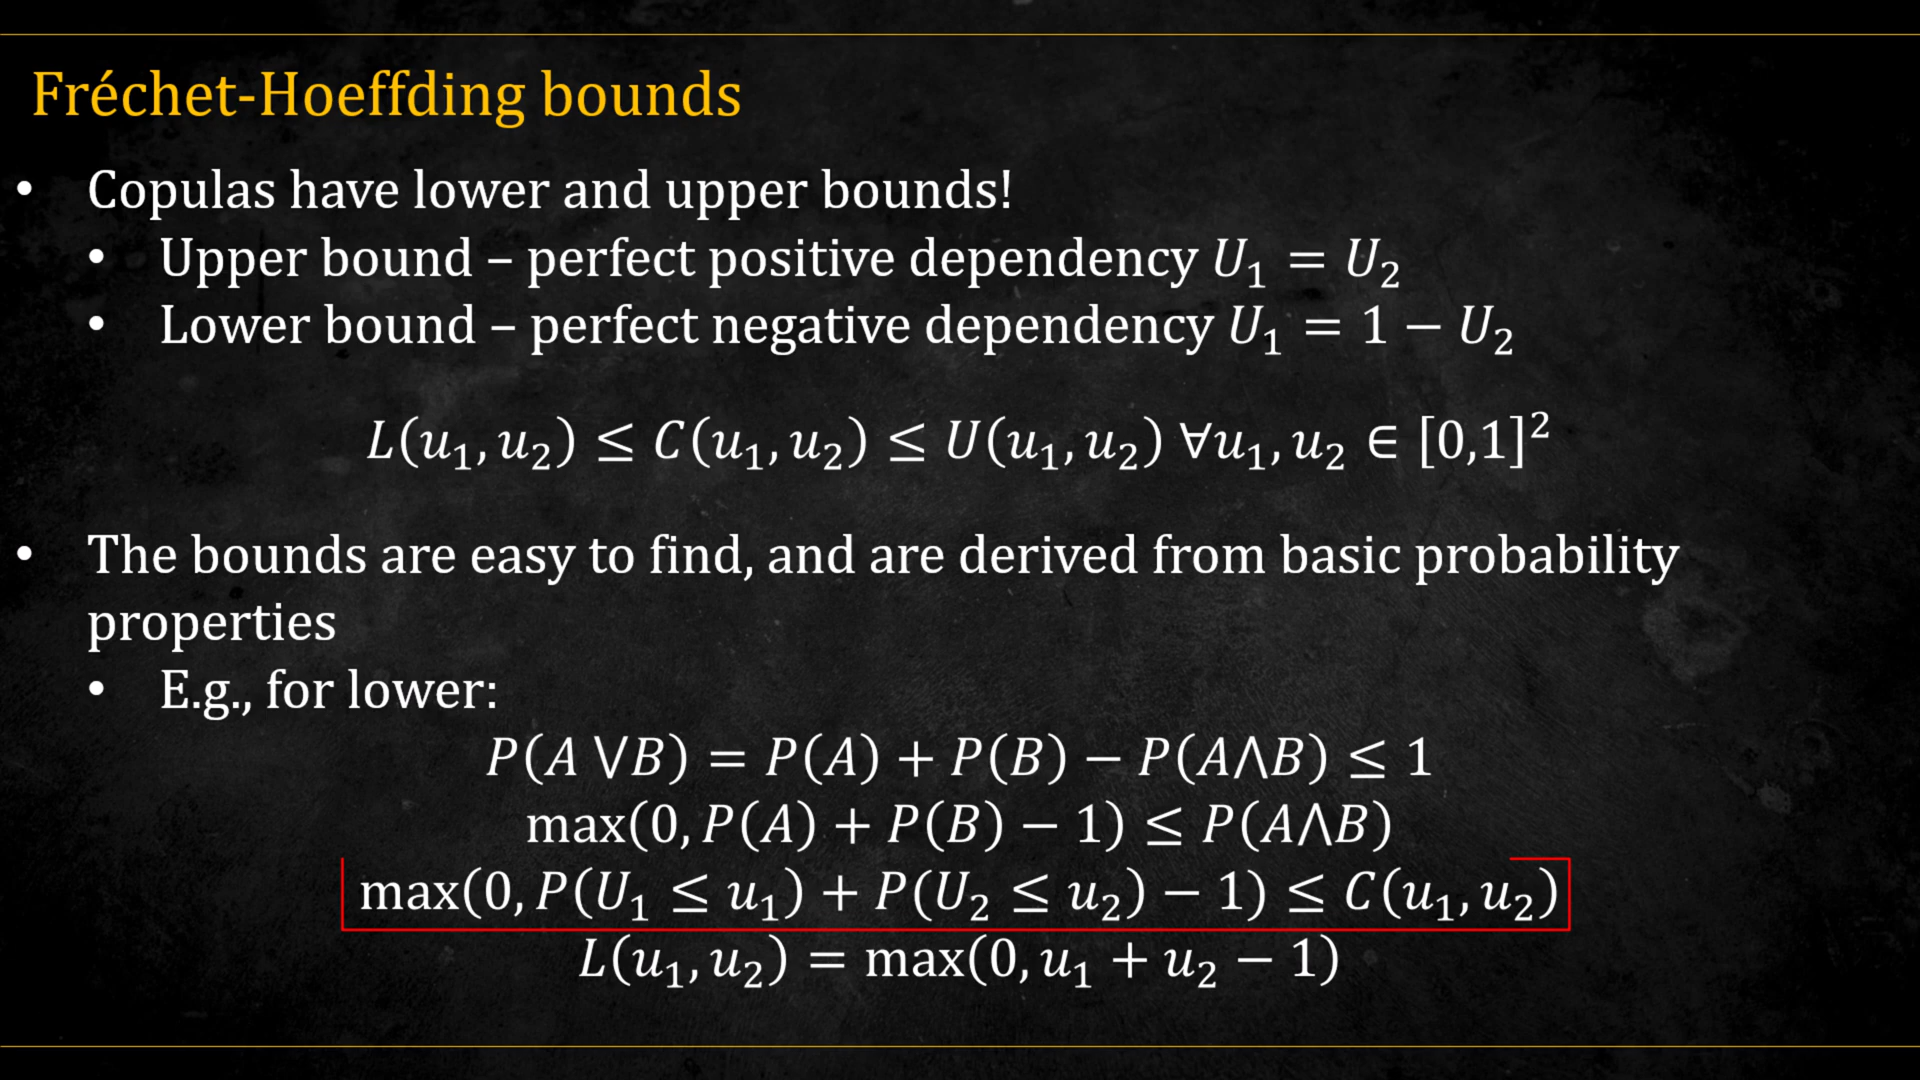 Fréchet-Hoeffding bounds
• Copulas have lower and upper bounds!
• Upper bound – perfect positive dependency U₁ = U₂
• Lower bound – perfect negative dependency U₁ = 1 − U₂
L(u₁, u₂) ≤ C(u₁, u₂) ≤ U(u₁, u₂) ∀u₁, u₂ ∈ [0,1]²
• The bounds are easy to find, and are derived from basic probability
properties
• E.g., for lower:
P(A ⋁B) = P(A) + P(B) − P(A⋀B) ≤ 1
max(0, P(A) + P(B) − 1) ≤ P(A⋀B)
max(0, P(U₁ ≤ u₁) + P(U₂ ≤ u₂) − 1) ≤ C(u₁, u₂)
L(u₁, u₂) = max(0, u₁ + u₂ − 1)